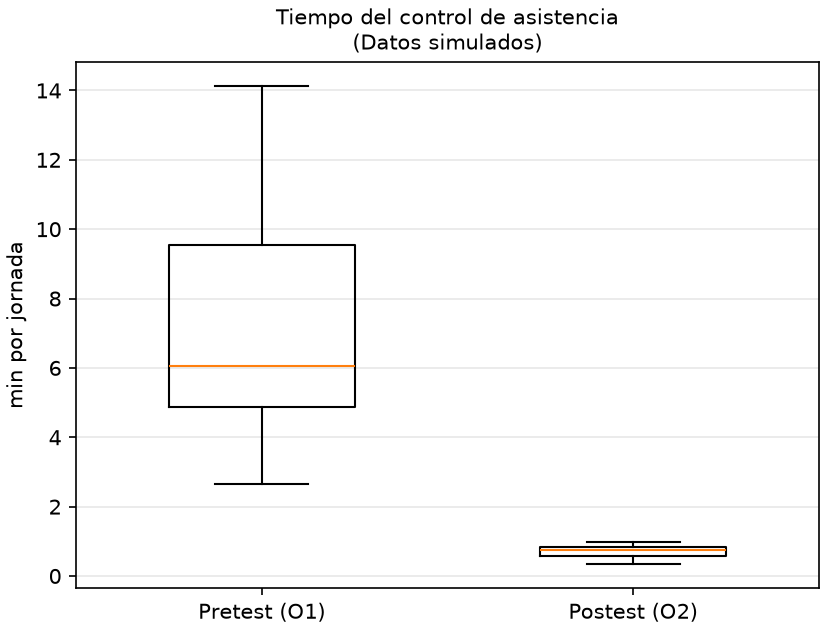 Tiempo del control de asistencia
(Datos simulados)
min por jornada
14
12
10
8
6
4
2
0
Pretest (O1)
Postest (O2)